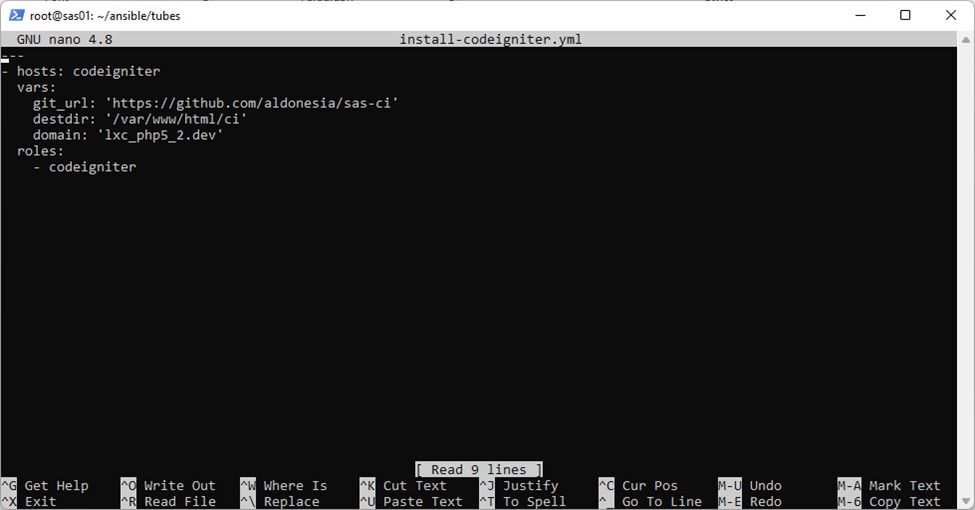 root@sas01: ~/ansible/tubes
GNU nano 4.8 install-codeigniter.yml
---
- hosts: codeigniter
  vars:
    git_url: 'https://github.com/aldonesia/sas-ci'
    destdir: '/var/www/html/ci'
    domain: 'lxc_php5_2.dev'
  roles:
    - codeigniter
[ Read 9 lines ]
^G Get Help ^O Write Out ^W Where Is ^K Cut Text ^J Justify ^C Cur Pos M-U Undo M-A Mark Text
^X Exit ^R Read File ^\ Replace ^U Paste Text ^T To Spell ^_ Go To Line M-E Redo M-6 Copy Text